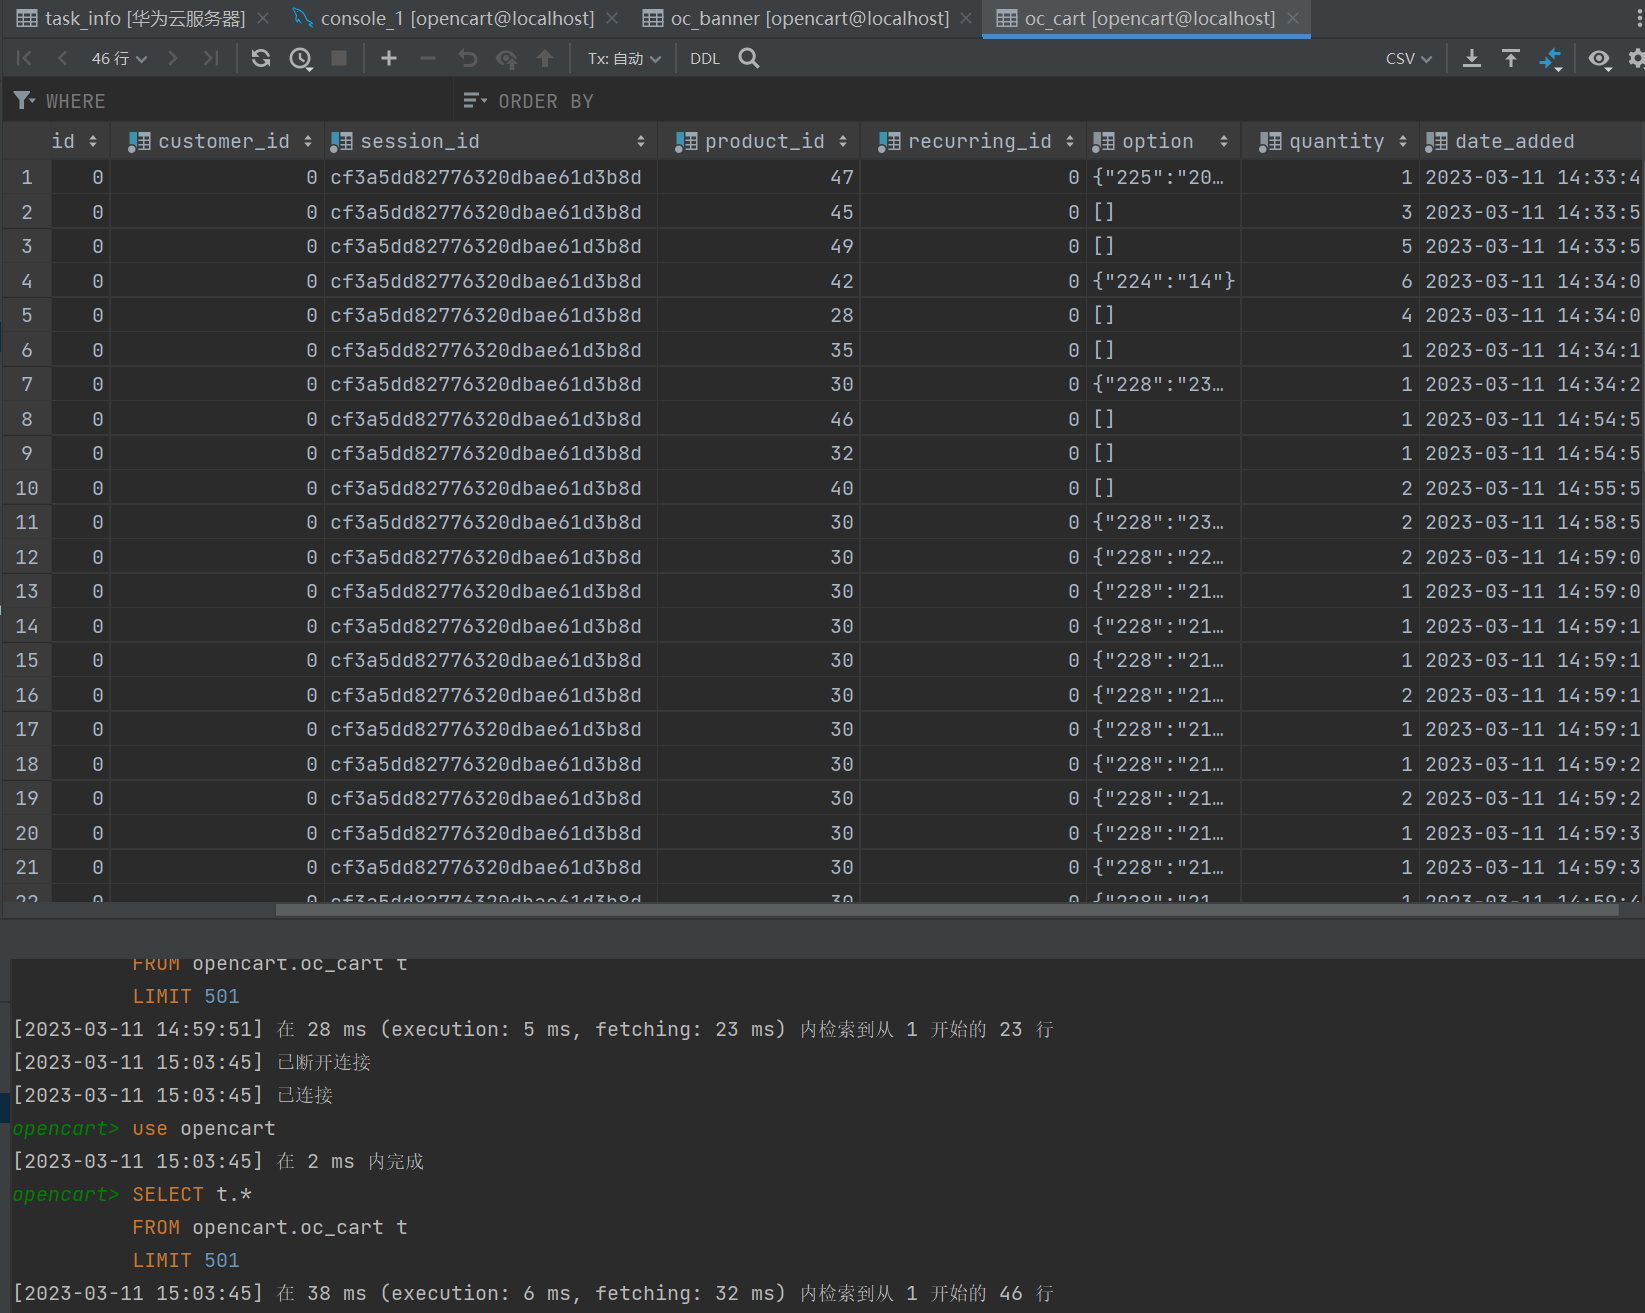 task_info [华为云服务器] console_1 [opencart@localhost] oc_banner [opencart@localhost] oc_cart [opencart@localhost]
46 行 Tx: 自动 DDL CSV
WHERE ORDER BY
id customer_id session_id product_id recurring_id option quantity date_added
1 0 0 cf3a5dd82776320dbae61d3b8d 47 0 {"225":"20… 1 2023-03-11 14:33:4
2 0 0 cf3a5dd82776320dbae61d3b8d 45 0 [] 3 2023-03-11 14:33:5
3 0 0 cf3a5dd82776320dbae61d3b8d 49 0 [] 5 2023-03-11 14:33:5
4 0 0 cf3a5dd82776320dbae61d3b8d 42 0 {"224":"14"} 6 2023-03-11 14:34:0
5 0 0 cf3a5dd82776320dbae61d3b8d 28 0 [] 4 2023-03-11 14:34:0
6 0 0 cf3a5dd82776320dbae61d3b8d 35 0 [] 1 2023-03-11 14:34:1
7 0 0 cf3a5dd82776320dbae61d3b8d 30 0 {"228":"23… 1 2023-03-11 14:34:2
8 0 0 cf3a5dd82776320dbae61d3b8d 46 0 [] 1 2023-03-11 14:54:5
9 0 0 cf3a5dd82776320dbae61d3b8d 32 0 [] 1 2023-03-11 14:54:5
10 0 0 cf3a5dd82776320dbae61d3b8d 40 0 [] 2 2023-03-11 14:55:5
11 0 0 cf3a5dd82776320dbae61d3b8d 30 0 {"228":"23… 2 2023-03-11 14:58:5
12 0 0 cf3a5dd82776320dbae61d3b8d 30 0 {"228":"22… 2 2023-03-11 14:59:0
13 0 0 cf3a5dd82776320dbae61d3b8d 30 0 {"228":"21… 1 2023-03-11 14:59:0
14 0 0 cf3a5dd82776320dbae61d3b8d 30 0 {"228":"21… 1 2023-03-11 14:59:1
15 0 0 cf3a5dd82776320dbae61d3b8d 30 0 {"228":"21… 1 2023-03-11 14:59:1
16 0 0 cf3a5dd82776320dbae61d3b8d 30 0 {"228":"21… 2 2023-03-11 14:59:1
17 0 0 cf3a5dd82776320dbae61d3b8d 30 0 {"228":"21… 1 2023-03-11 14:59:1
18 0 0 cf3a5dd82776320dbae61d3b8d 30 0 {"228":"21… 1 2023-03-11 14:59:2
19 0 0 cf3a5dd82776320dbae61d3b8d 30 0 {"228":"21… 2 2023-03-11 14:59:2
20 0 0 cf3a5dd82776320dbae61d3b8d 30 0 {"228":"21… 1 2023-03-11 14:59:3
21 0 0 cf3a5dd82776320dbae61d3b8d 30 0 {"228":"21… 1 2023-03-11 14:59:3
FROM opencart.oc_cart t
LIMIT 501
[2023-03-11 14:59:51] 在 28 ms (execution: 5 ms, fetching: 23 ms) 内检索到从 1 开始的 23 行
[2023-03-11 15:03:45] 已断开连接
[2023-03-11 15:03:45] 已连接
opencart> use opencart
[2023-03-11 15:03:45] 在 2 ms 内完成
opencart> SELECT t.*
FROM opencart.oc_cart t
LIMIT 501
[2023-03-11 15:03:45] 在 38 ms (execution: 6 ms, fetching: 32 ms) 内检索到从 1 开始的 46 行